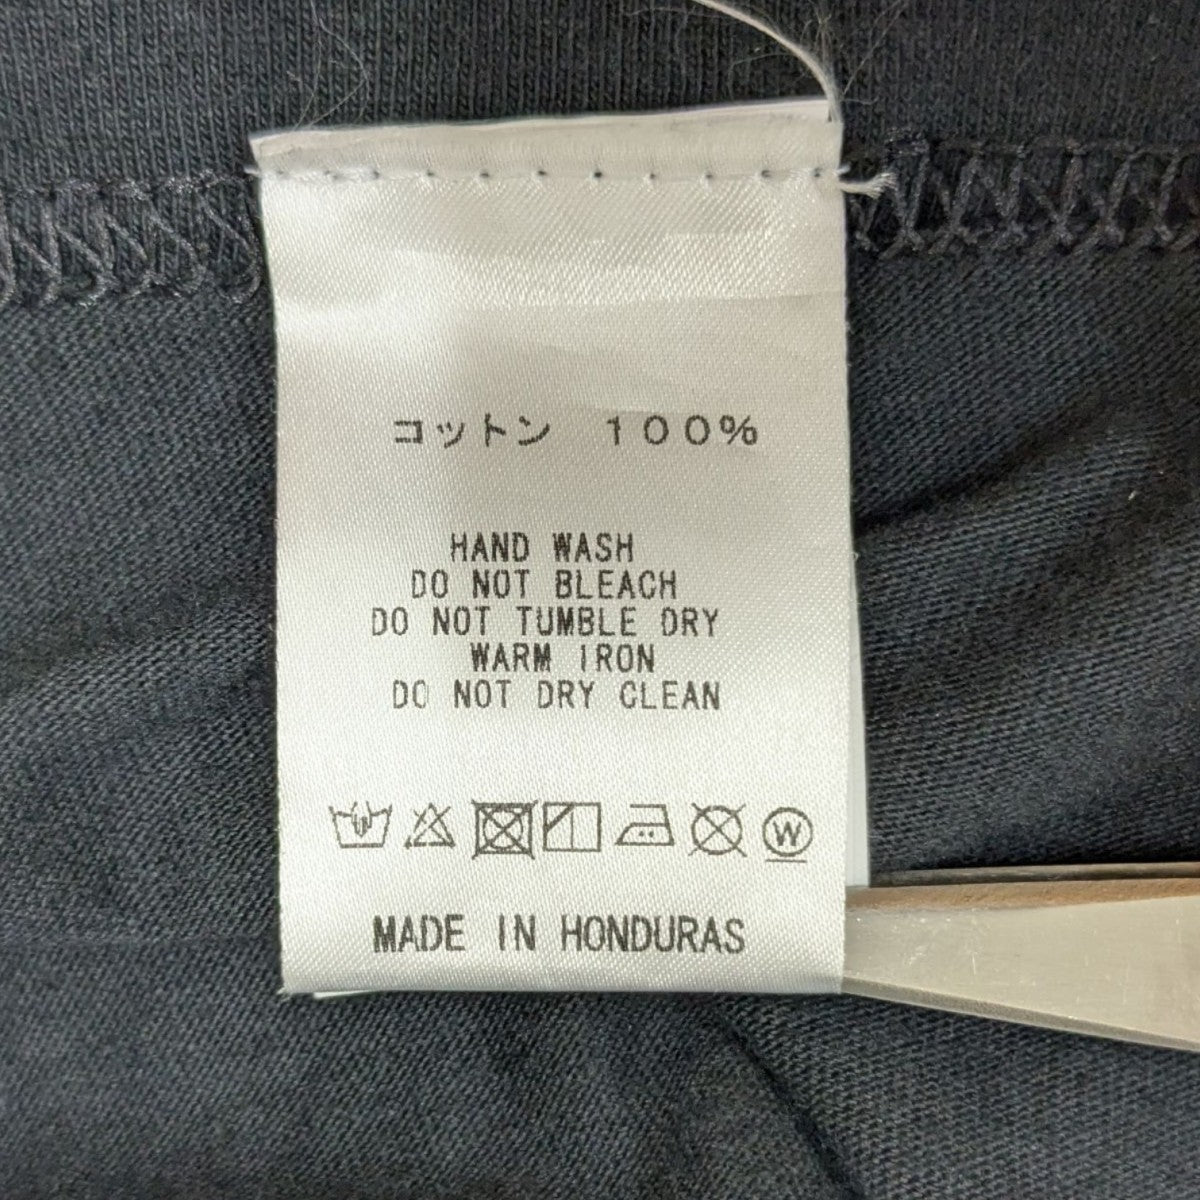 コットン　１００％
HAND WASH
DO NOT BLEACH
DO NOT TUMBLE DRY
WARM IRON
DO NOT DRY CLEAN
W
MADE IN HONDURAS